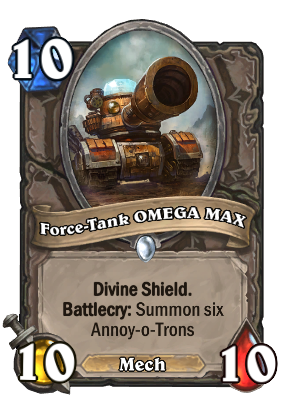 10
Force-Tank OMEGA MAX
Divine Shield.
Battlecry: Summon six
Annoy-o-Trons
10
Mech
10